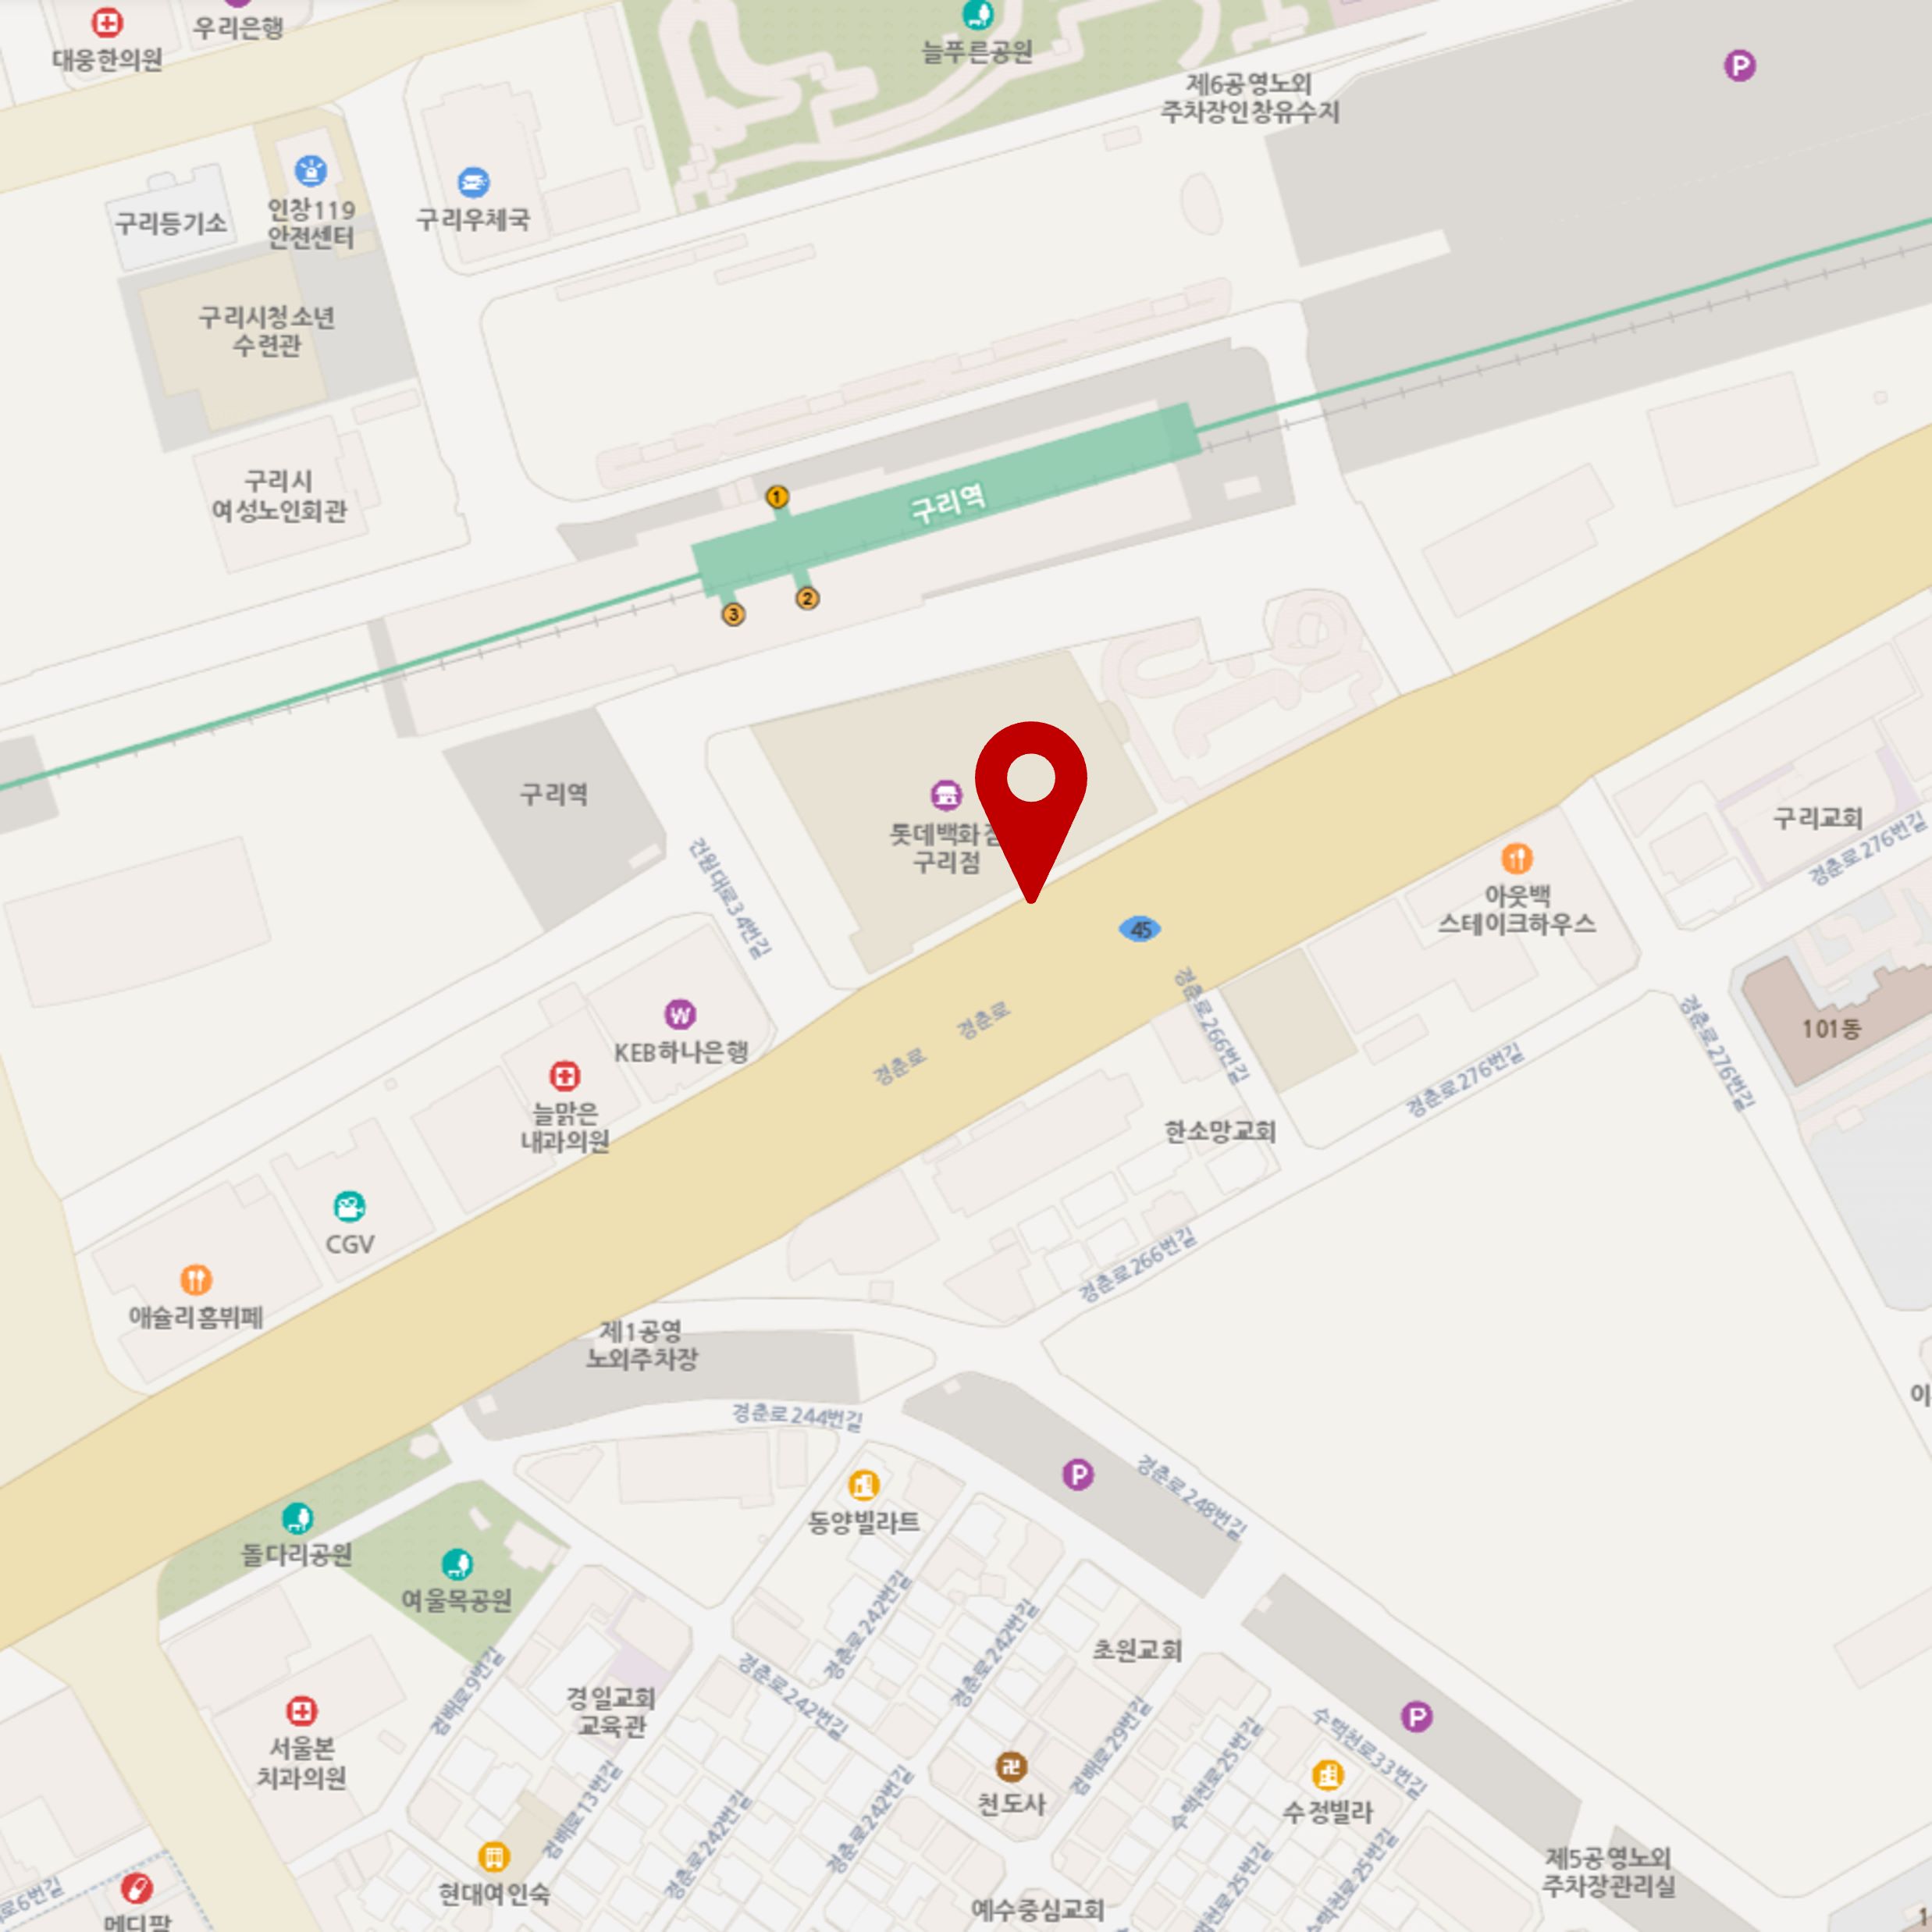 우리은행
대웅한의원
늘푸른공원
P
제6공영노외
주차장인창유수지
구리등기소
인창119
안전센터
구리우체국
구리시청소년
수련관
구리시
여성노인회관
1
구리역
2
3
구리역
구리교회
경춘로276번길
롯데백화점
구리점
건원대로34번길
아웃백
스테이크하우스
45
W
KEB하나은행
경춘로
경춘로
경춘로266번길
101동
경춘로276번길
경춘로276번길
늘맑은
내과의원
한소망교회
CGV
경춘로266번길
애슐리홈뷔페
제1공영
노외주차장
경춘로244번길
P
경춘로248번길
동양빌라트
돌다리공원
여울목공원
경춘로242번길
경춘로242번길
초원교회
검배로9번길
경일교회
교육관
경춘로242번길
P
수택천로33번길
서울본
치과의원
검배로29번길
수택천로25번길
천도사
수정빌라
검배로13번길
경춘로242번길
경춘로242번길
제5공영노외
주차장관리실
현대여인숙
예수중심교회
로6번길
메디팜
택천로25번길
수택천로25번길